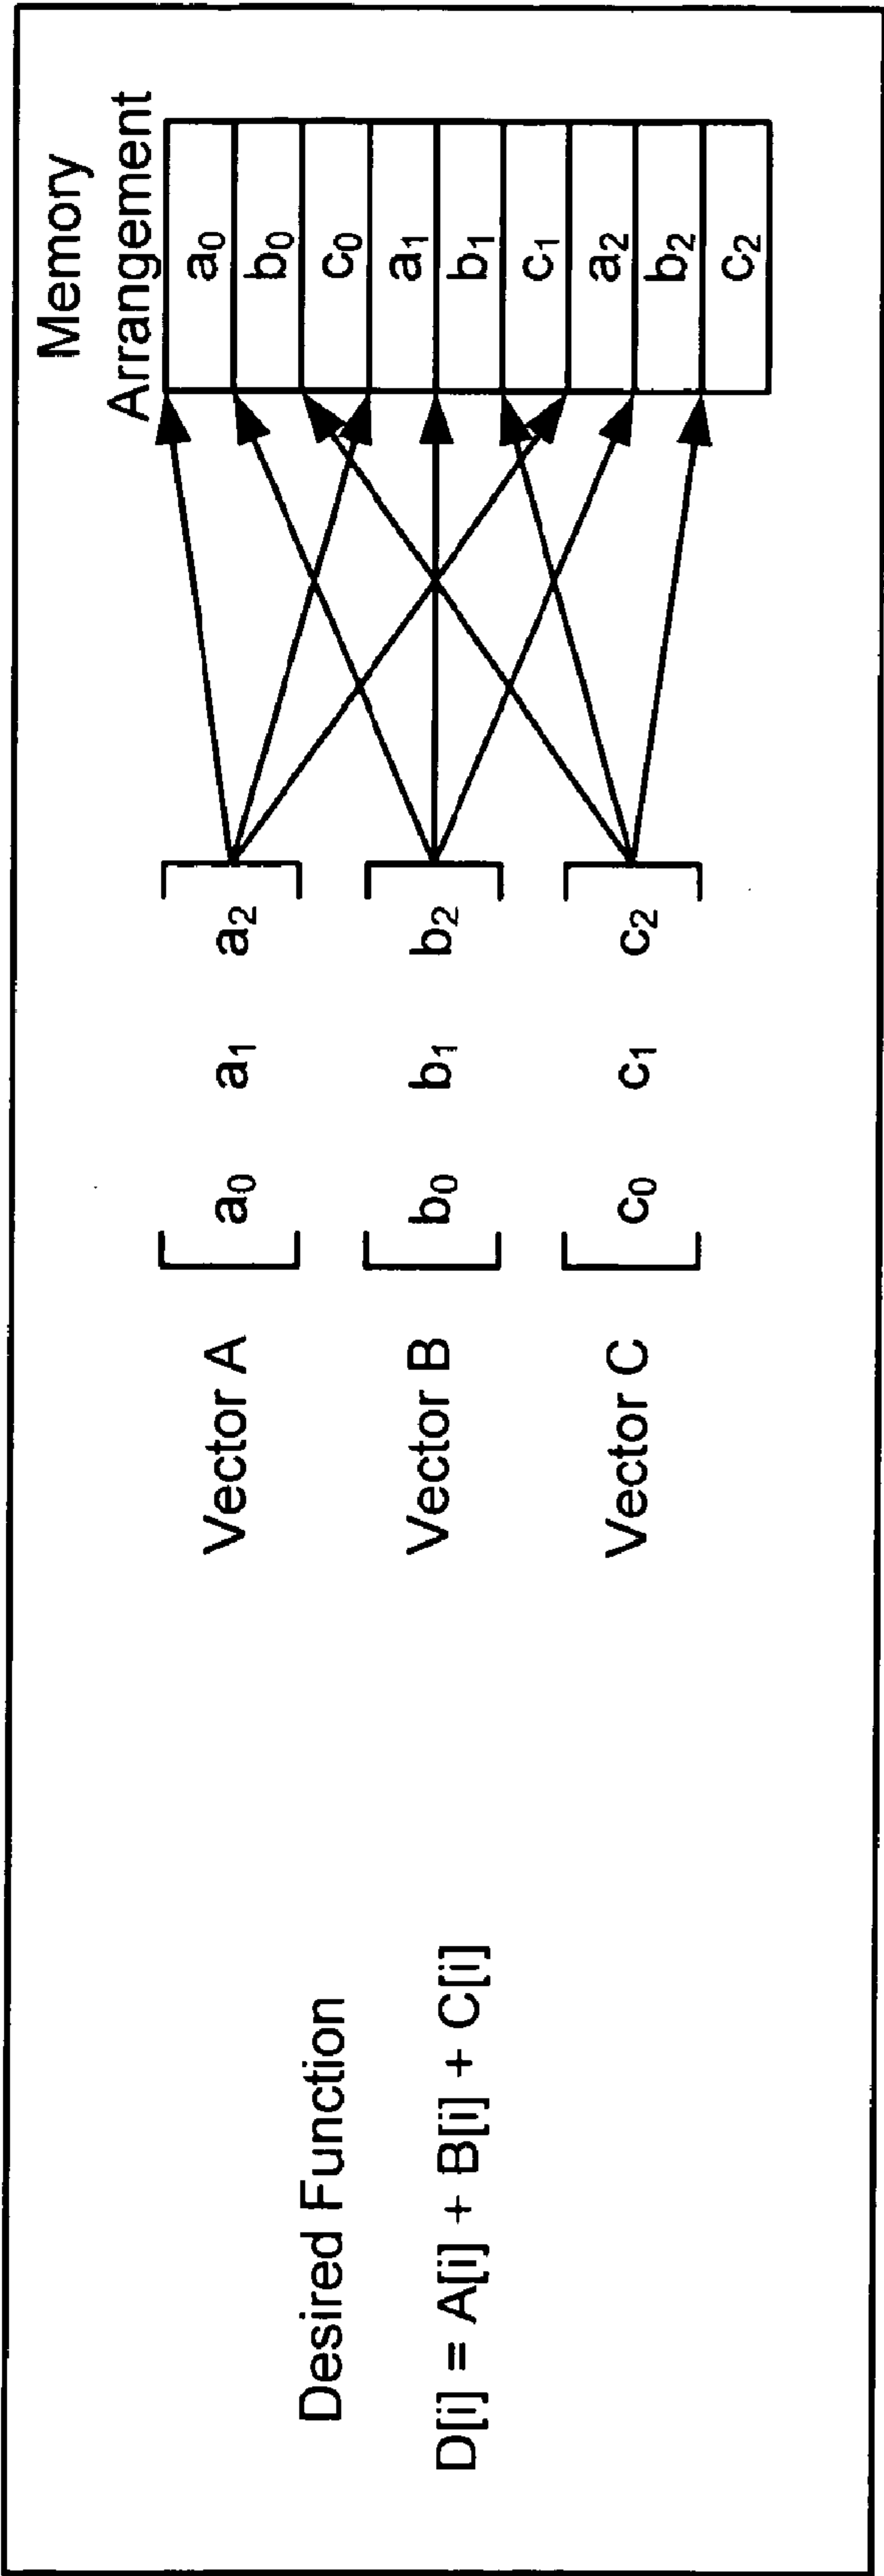 Desired Function
D[i] = A[i] + B[i] + C[i]
Vector A
a₀ a₁ a₂
Vector B
b₀ b₁ b₂
Vector C
c₀ c₁ c₂
Memory
Arrangement
a₀
b₀
c₀
a₁
b₁
c₁
a₂
b₂
c₂